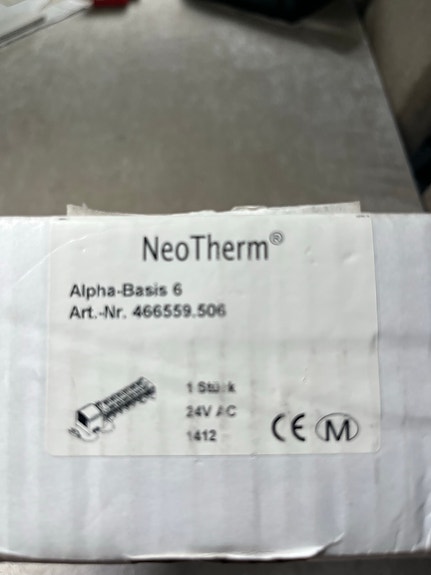 NeoTherm®
Alpha-Basis 6
Art.-Nr. 466559.506
1 Stück
24V AC
1412
CE M